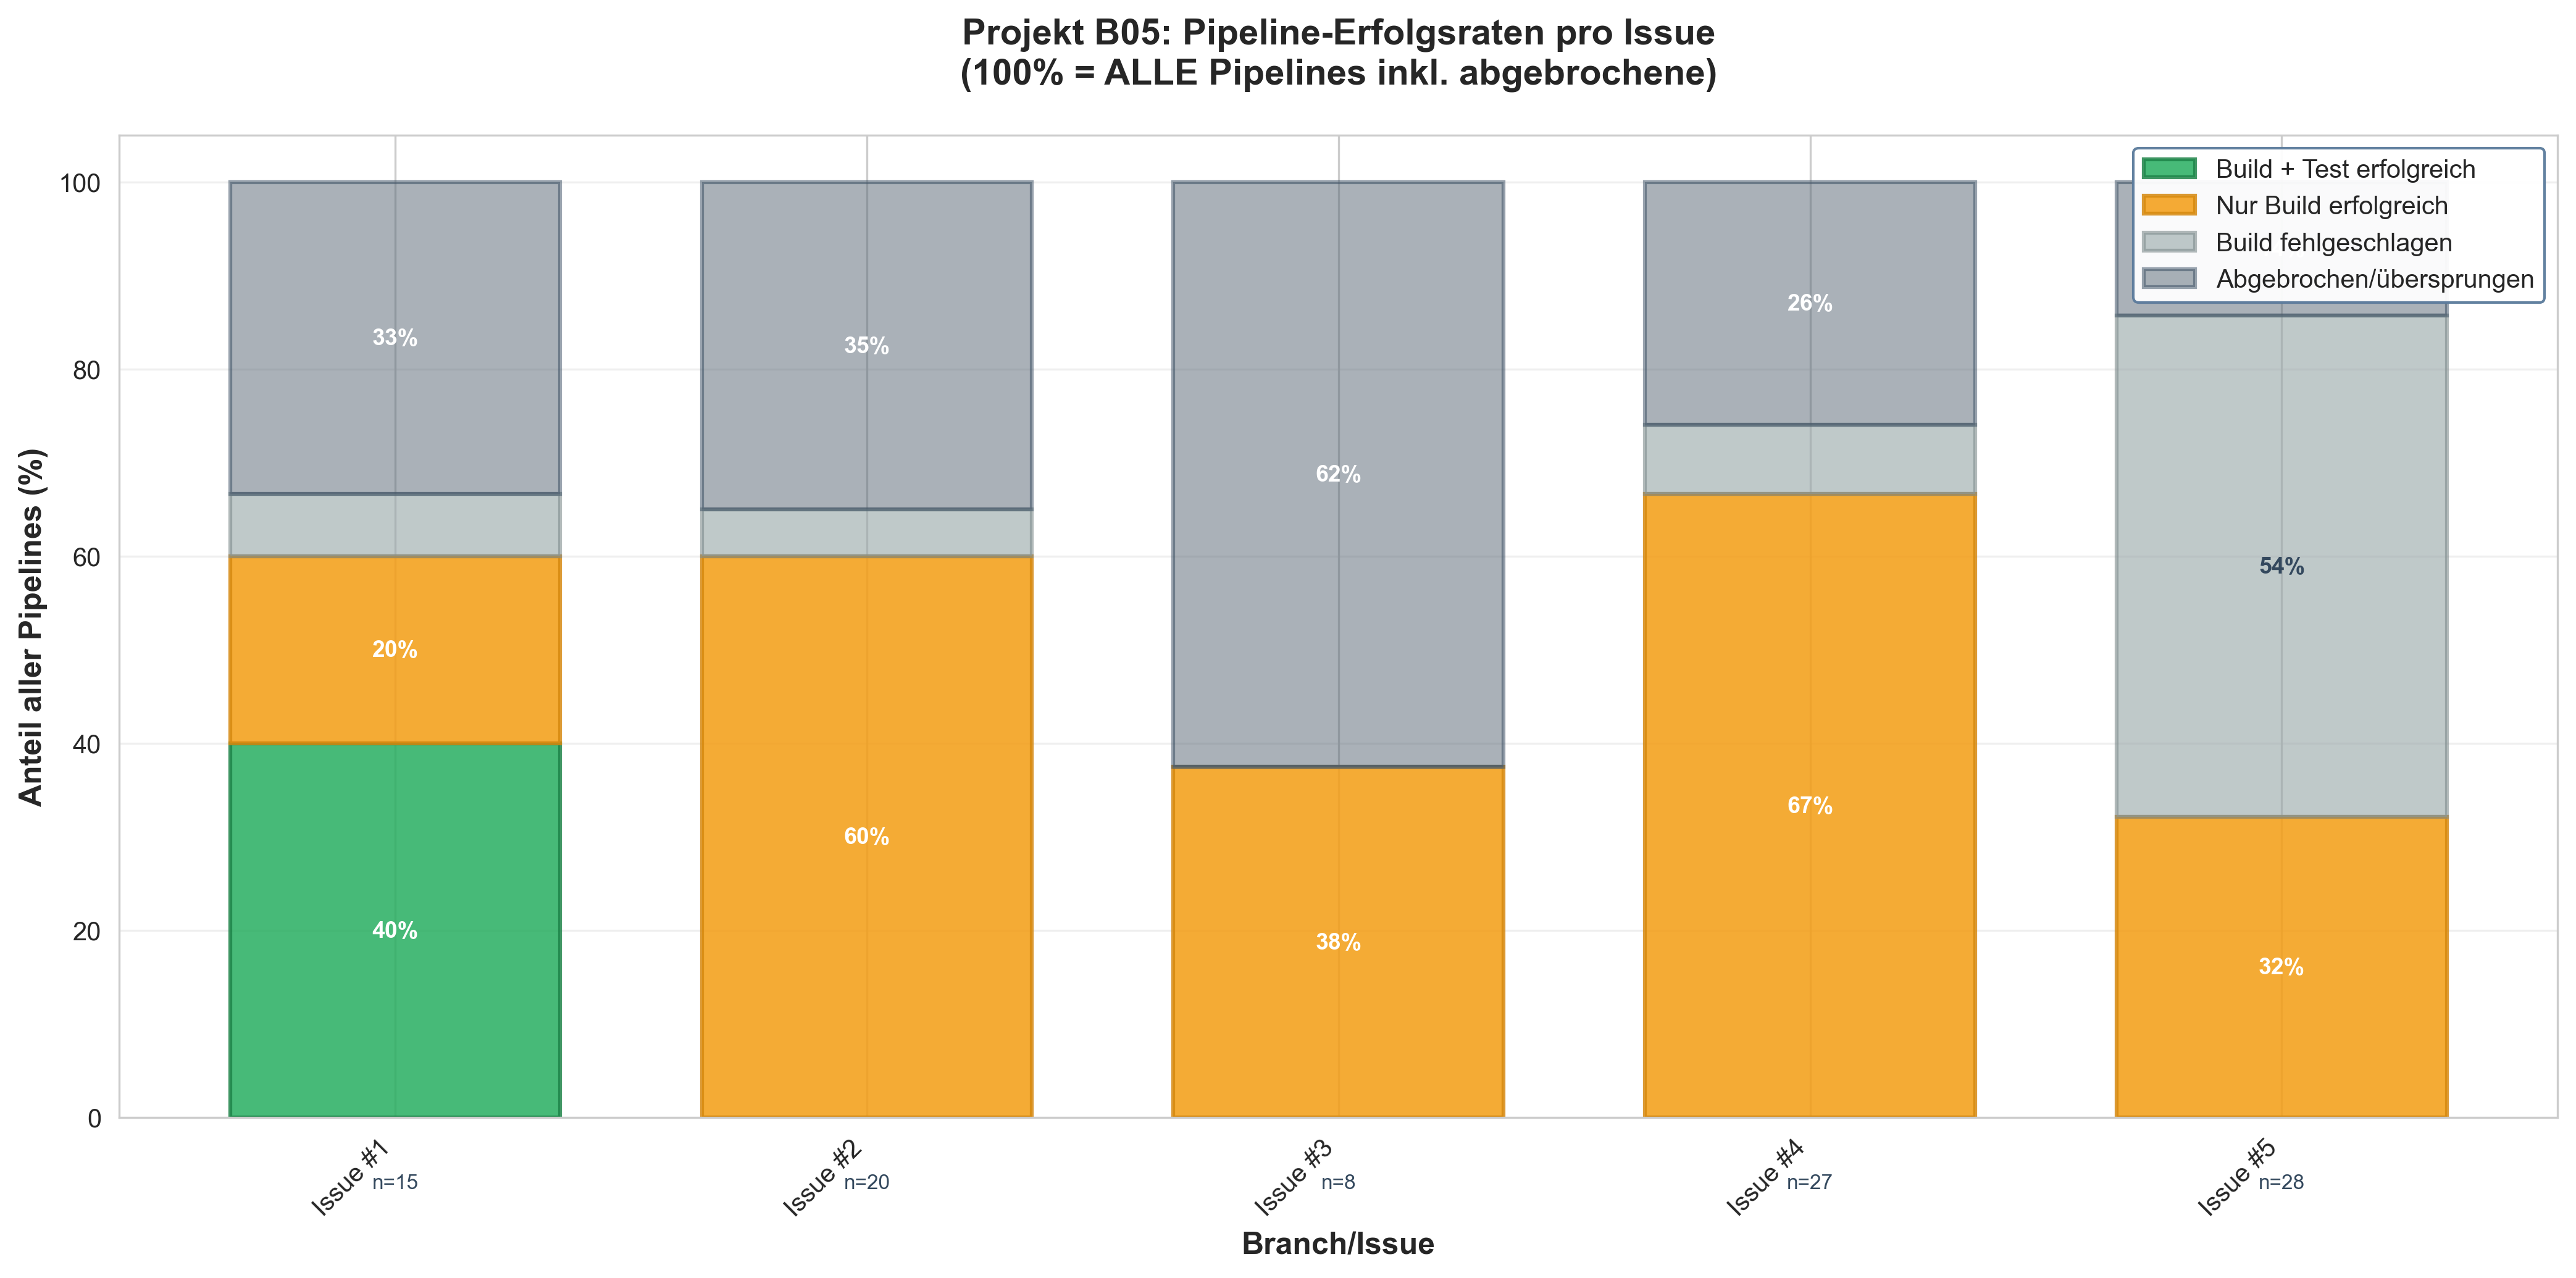 Projekt B05: Pipeline-Erfolgsraten pro Issue
(100% = ALLE Pipelines inkl. abgebrochene)
Build + Test erfolgreich
Nur Build erfolgreich
Build fehlgeschlagen
Abgebrochen/übersprungen
Anteil aller Pipelines (%)
100
80
60
40
20
0
33%
20%
40%
35%
60%
62%
38%
26%
67%
54%
32%
Issue #1
n=15
Issue #2
n=20
Issue #3
n=8
Issue #4
n=27
Issue #5
n=28
Branch/Issue